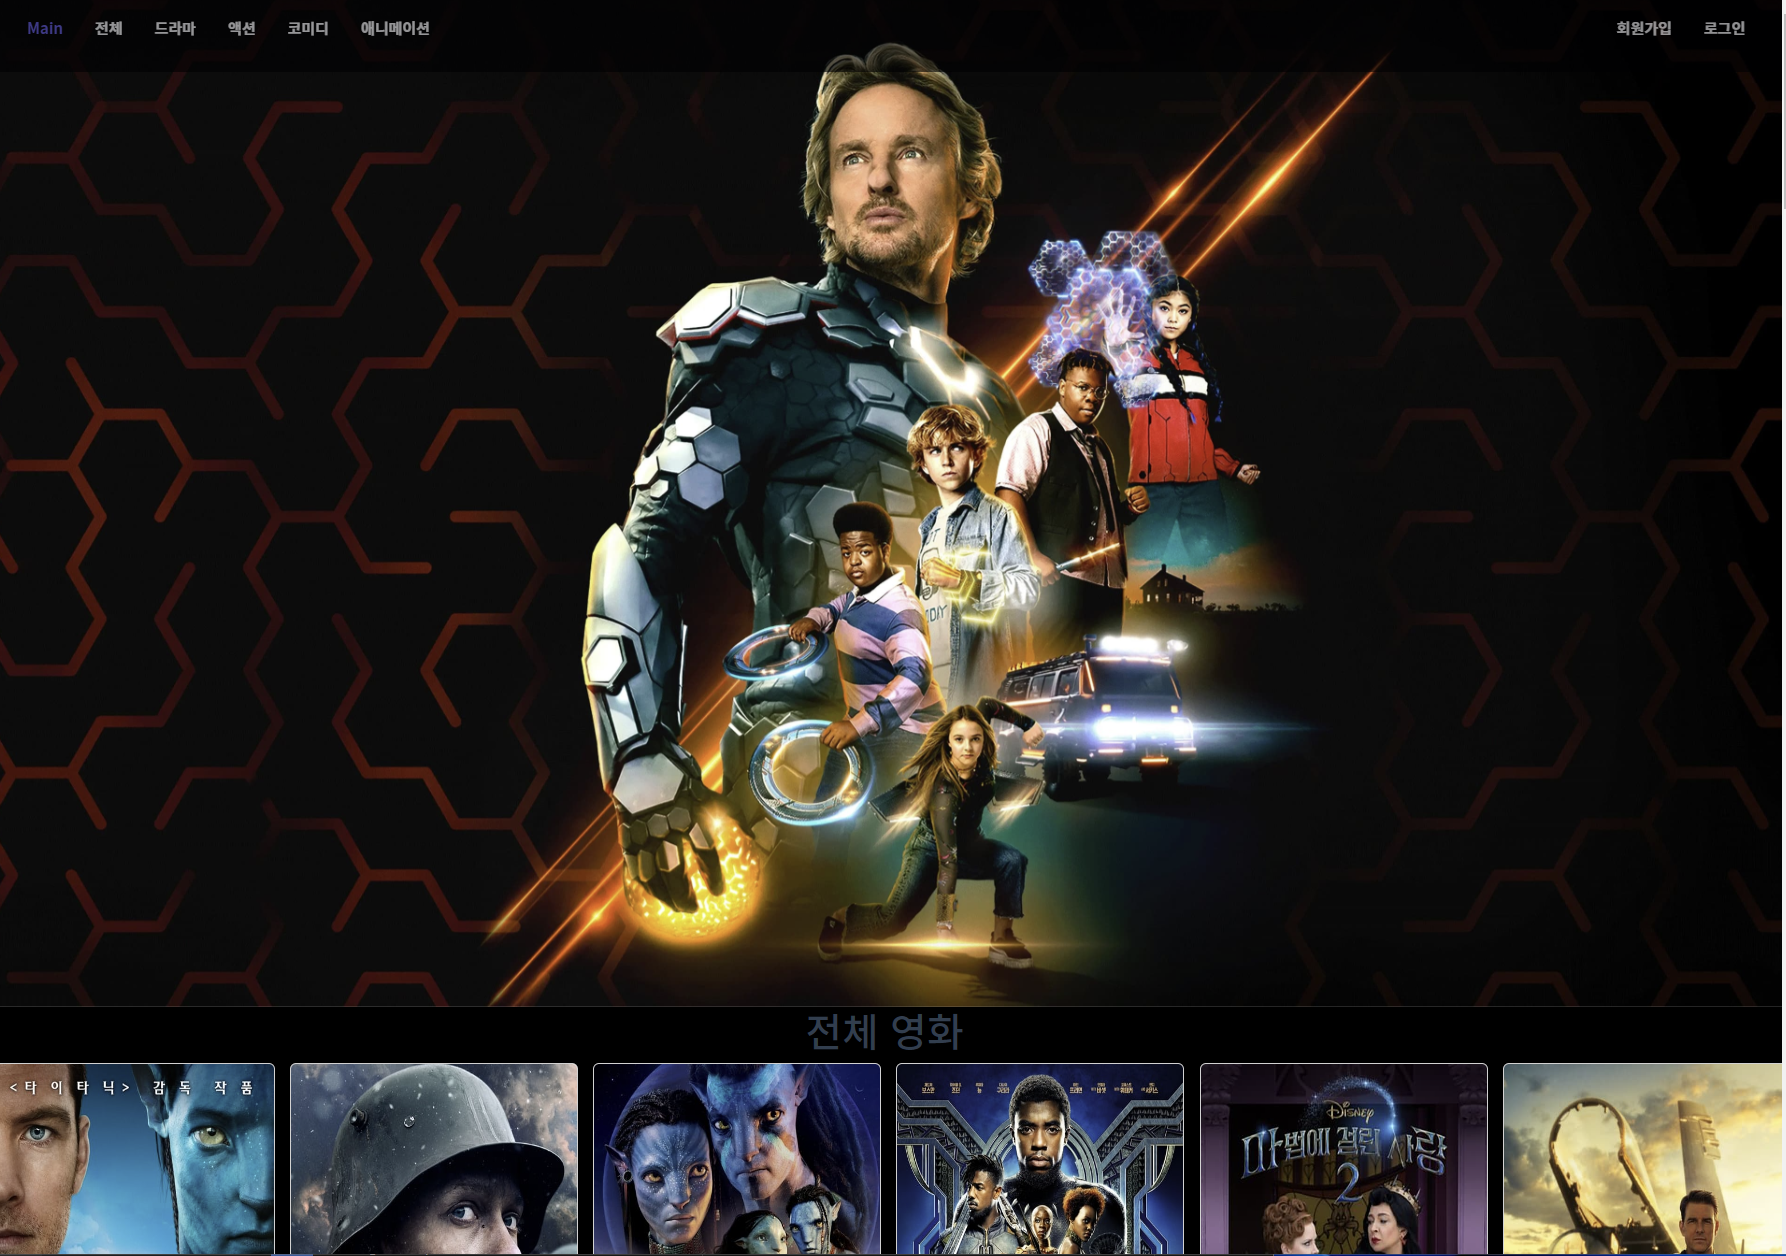 Main 전체 드라마 액션 코미디 애니메이션 회원가입 로그인
전체 영화
<타이타닉> 감독 작품
DISNEY
마법에 걸린 사랑
2